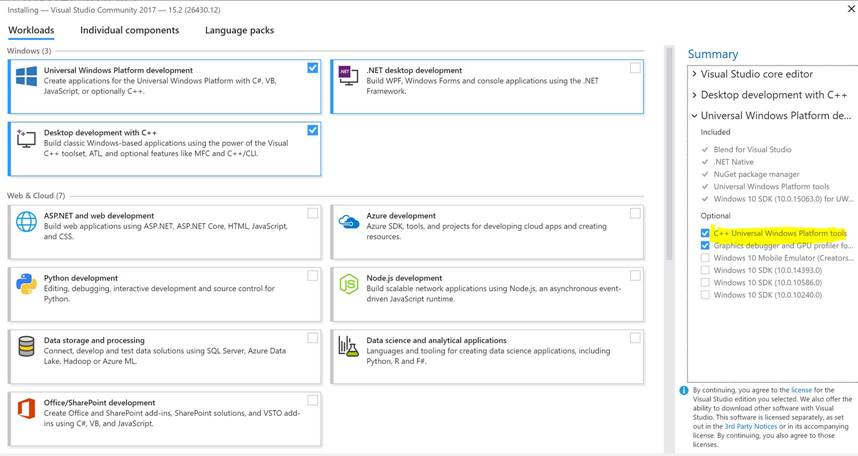 Installing — Visual Studio Community 2017 — 15.2 (26430.12)
Workloads Individual components Language packs
Windows (3)
Universal Windows Platform development
Create applications for the Universal Windows Platform with C#, VB,
JavaScript, or optionally C++.
.NET desktop development
Build WPF, Windows Forms and console applications using the .NET
Framework.
Desktop development with C++
Build classic Windows-based applications using the power of the Visual
C++ toolset, ATL, and optional features like MFC and C++/CLI.
Web & Cloud (7)
ASP.NET and web development
Build web applications using ASP.NET, ASP.NET Core, HTML, JavaScript,
and CSS.
Azure development
Azure SDK, tools, and projects for developing cloud apps and creating
resources.
Python development
Editing, debugging, interactive development and source control for
Python.
Node.js development
Build scalable network applications using Node.js, an asynchronous event-
driven JavaScript runtime.
Data storage and processing
Connect, develop and test data solutions using SQL Server, Azure Data
Lake, Hadoop or Azure ML.
Data science and analytical applications
Languages and tooling for creating data science applications, including
Python, R and F#.
Office/SharePoint development
Create Office and SharePoint add-ins, SharePoint solutions, and VSTO add-
ins using C#, VB, and JavaScript.
Summary
Visual Studio core editor
Desktop development with C++
Universal Windows Platform de...
Included
Blend for Visual Studio
.NET Native
NuGet package manager
Universal Windows Platform tools
Windows 10 SDK (10.0.15063.0) for UW...
Optional
C++ Universal Windows Platform tools
Graphics debugger and GPU profiler fo...
Windows 10 Mobile Emulator (Creators...
Windows 10 SDK (10.0.14393.0)
Windows 10 SDK (10.0.10586.0)
Windows 10 SDK (10.0.10240.0)
By continuing, you agree to the license for the
Visual Studio edition you selected. We also offer the
ability to download other software with Visual
Studio. This software is licensed separately, as set
out in the 3rd Party Notices or in its accompanying
license. By continuing, you also agree to those
licenses.